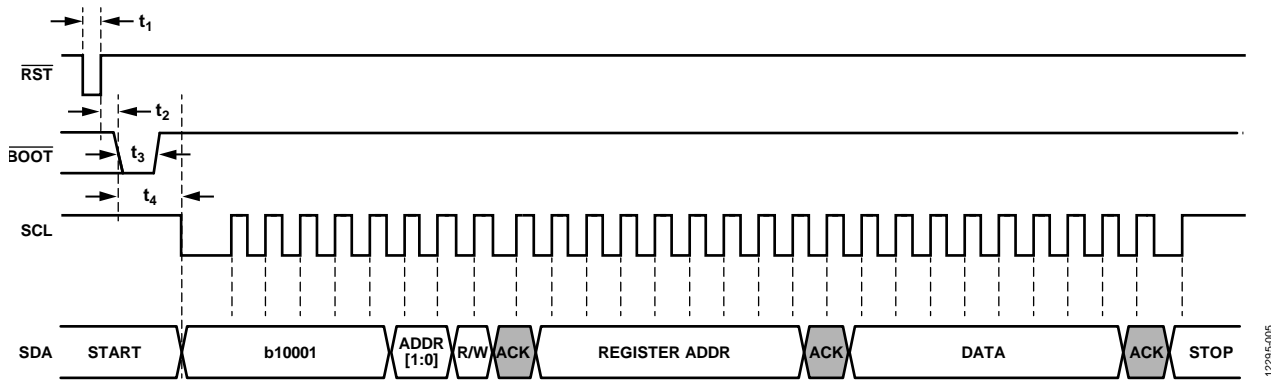 t1
RST
t2
BOOT
t3
t4
SCL
SDA START b10001 ADDR [1:0] R/W ACK REGISTER ADDR ACK DATA ACK STOP
12295-005